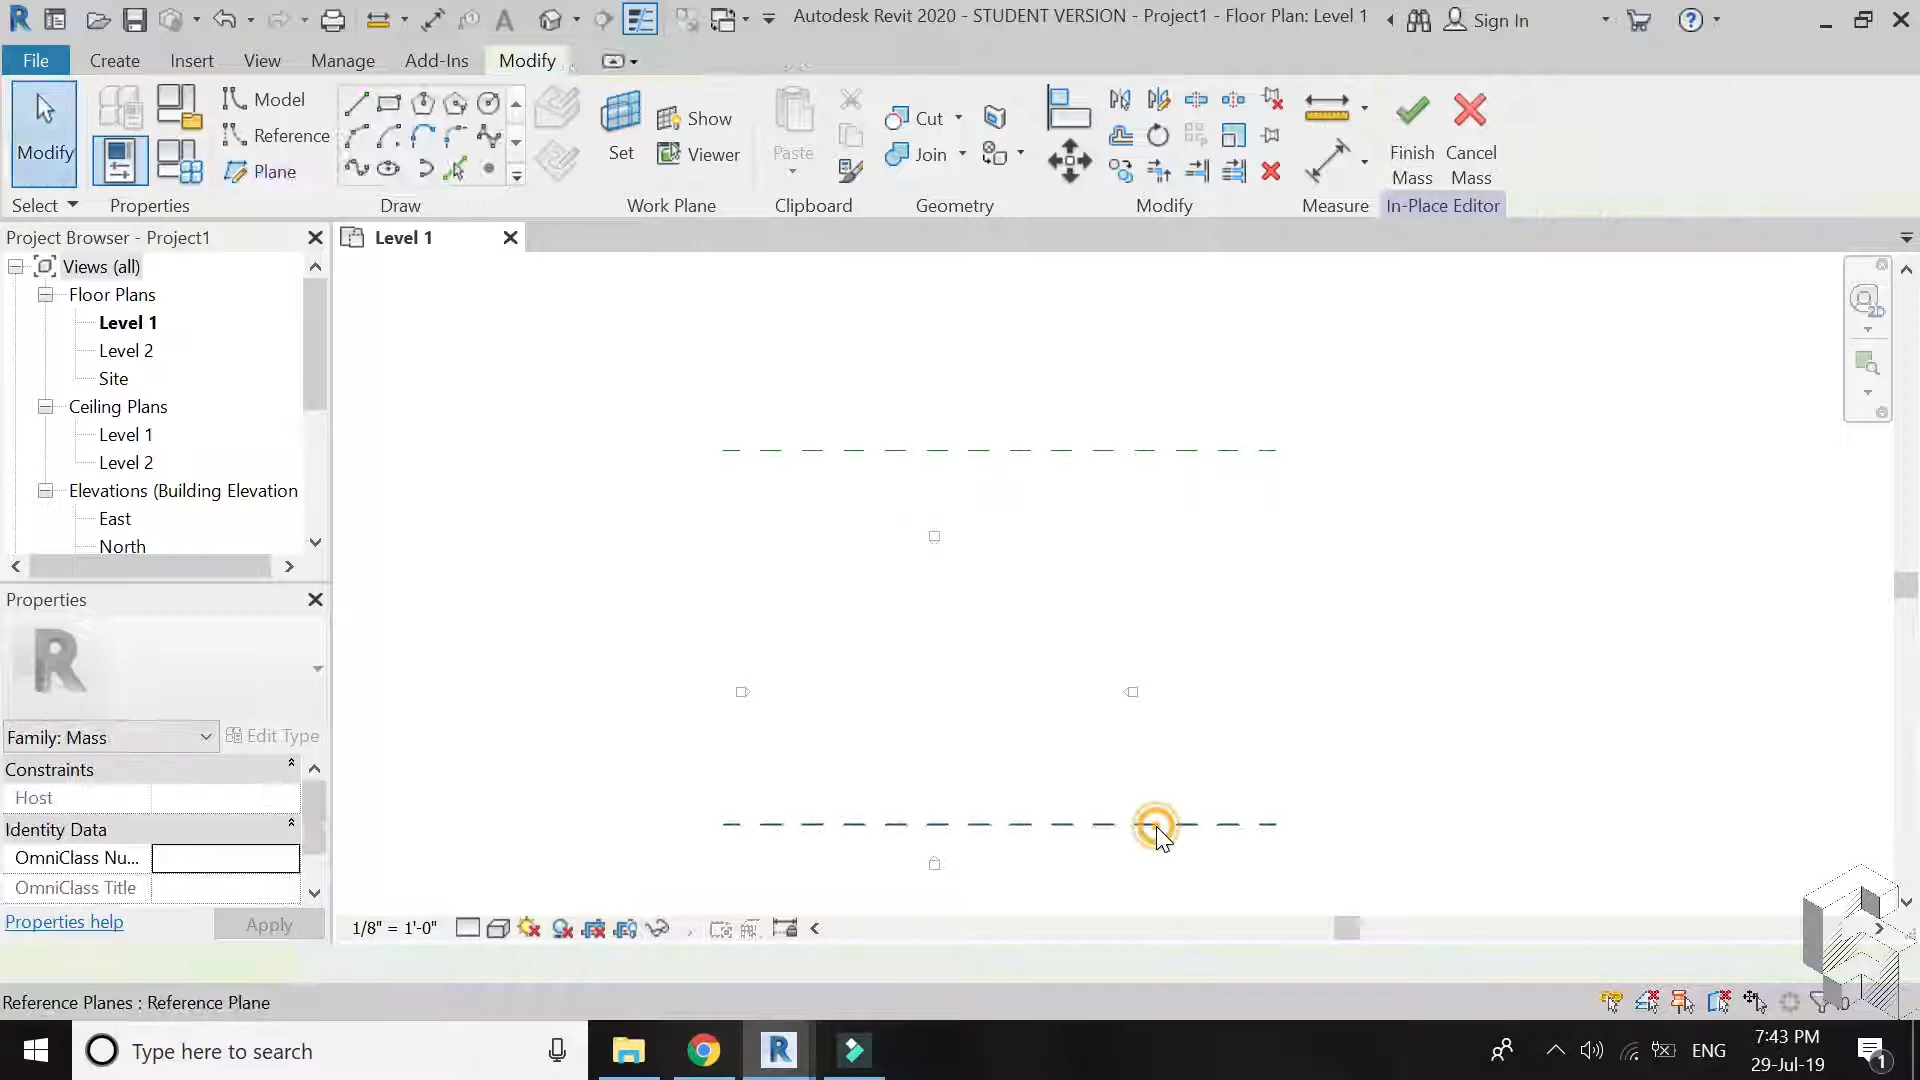 Autodesk Revit 2020 - STUDENT VERSION - Project1 - Floor Plan: Level 1
Sign In
File
Create
Insert
View
Manage
Add-Ins
Modify
Modify
Model
Reference
Plane
Set
Show
Viewer
Paste
Cut
Join
Finish
Mass
Cancel
Mass
Select
Properties
Draw
Work Plane
Clipboard
Geometry
Modify
Measure
In-Place Editor
Project Browser - Project1
Level 1
Views (all)
Floor Plans
Level 1
Level 2
Site
Ceiling Plans
Level 1
Level 2
Elevations (Building Elevation
East
North
Properties
R
Family: Mass
Edit Type
Constraints
Host
Identity Data
OmniClass Nu...
OmniClass Title
Properties help
Apply
1/8" = 1'-0"
2D
Reference Planes : Reference Plane
:0
Type here to search
R
ENG
7:43 PM
29-Jul-19
1